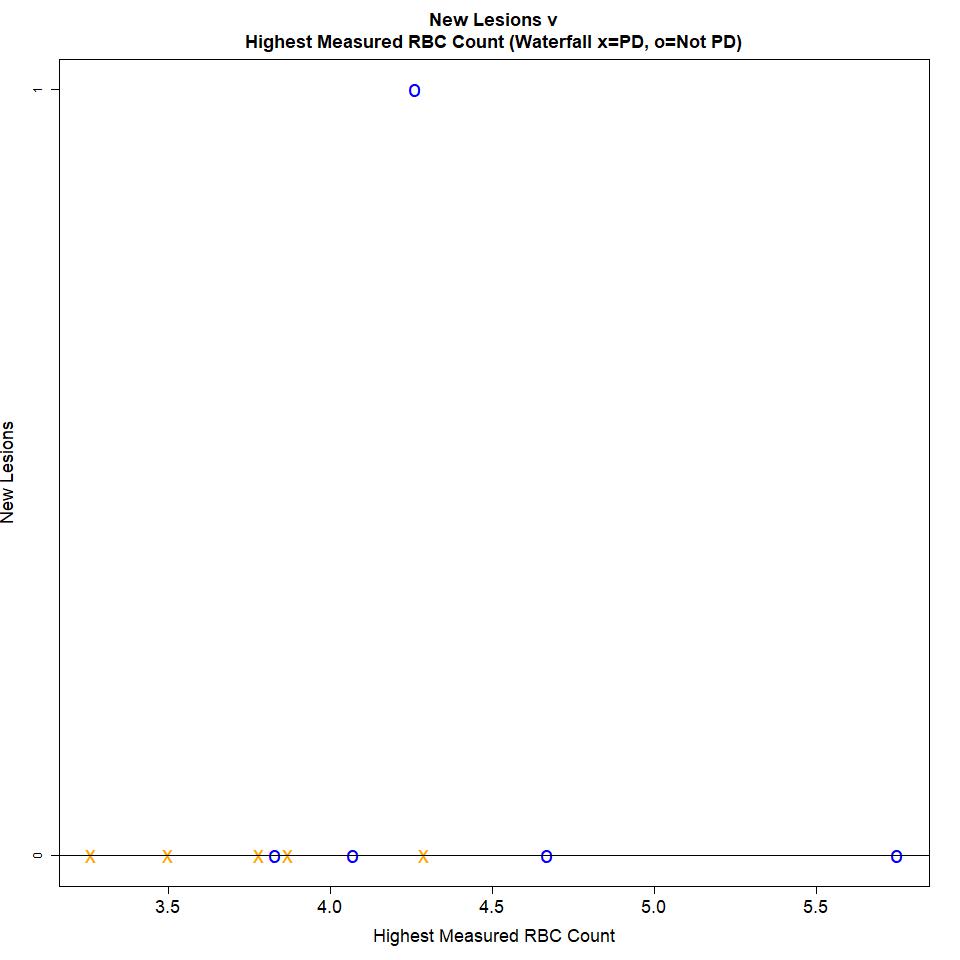 New Lesions v
Highest Measured RBC Count (Waterfall x=PD, o=Not PD)
New Lesions
1
o
0
x
x
x
o
x
o
x
o
o
3.5
4.0
4.5
5.0
5.5
Highest Measured RBC Count